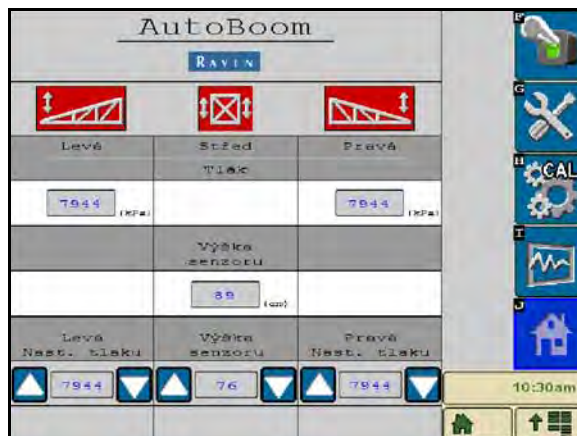 AutoBoom
RAVEN
Levá Střed Pravá
Tlak
7944 (kPa) 7944 (kPa)
Výška
senzoru
89 (cm)
Levá Výška Pravá
Nast. tlaku senzoru Nast. tlaku
7944 76 7944
F
G
H
CAL
I
J
10:30am